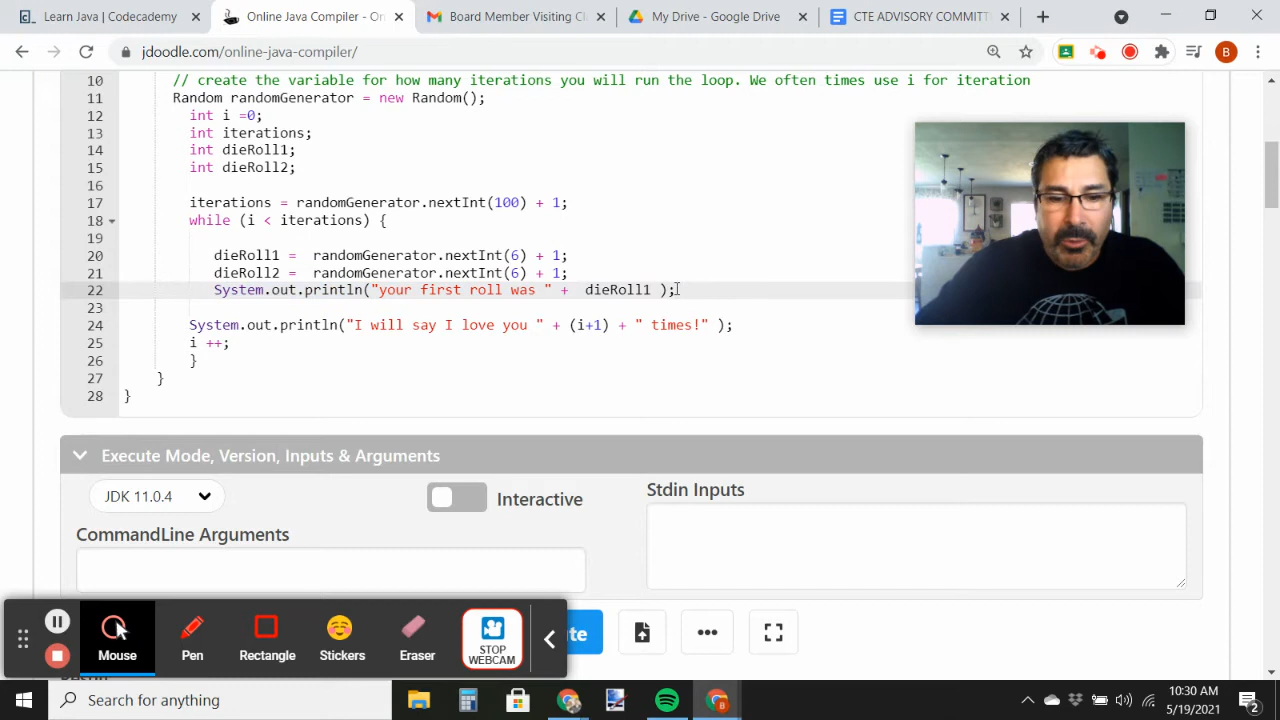 Learn Java | Codecademy
Online Java Compiler - On
Board Member Visiting Cl
My Drive - Google Drive
CTE ADVISORY COMMITT
jdoodle.com/online-java-compiler/
B
10 // create the variable for how many iterations you will run the loop. We often times use i for iteration
11 Random randomGenerator = new Random();
12 int i =0;
13 int iterations;
14 int dieRoll1;
15 int dieRoll2;
16
17 iterations = randomGenerator.nextInt(100) + 1;
18 while (i < iterations) {
19
20 dieRoll1 =  randomGenerator.nextInt(6) + 1;
21 dieRoll2 =  randomGenerator.nextInt(6) + 1;
22 System.out.println("your first roll was " +  dieRoll1 );
23
24 System.out.println("I will say I love you " + (i+1) + " times!" );
25 i ++;
26 }
27 }
28 }
Execute Mode, Version, Inputs & Arguments
JDK 11.0.4
Interactive
Stdin Inputs
CommandLine Arguments
Mouse
Pen
Rectangle
Stickers
Eraser
STOP
WEBCAM
te
Search for anything
10:30 AM
5/19/2021
2